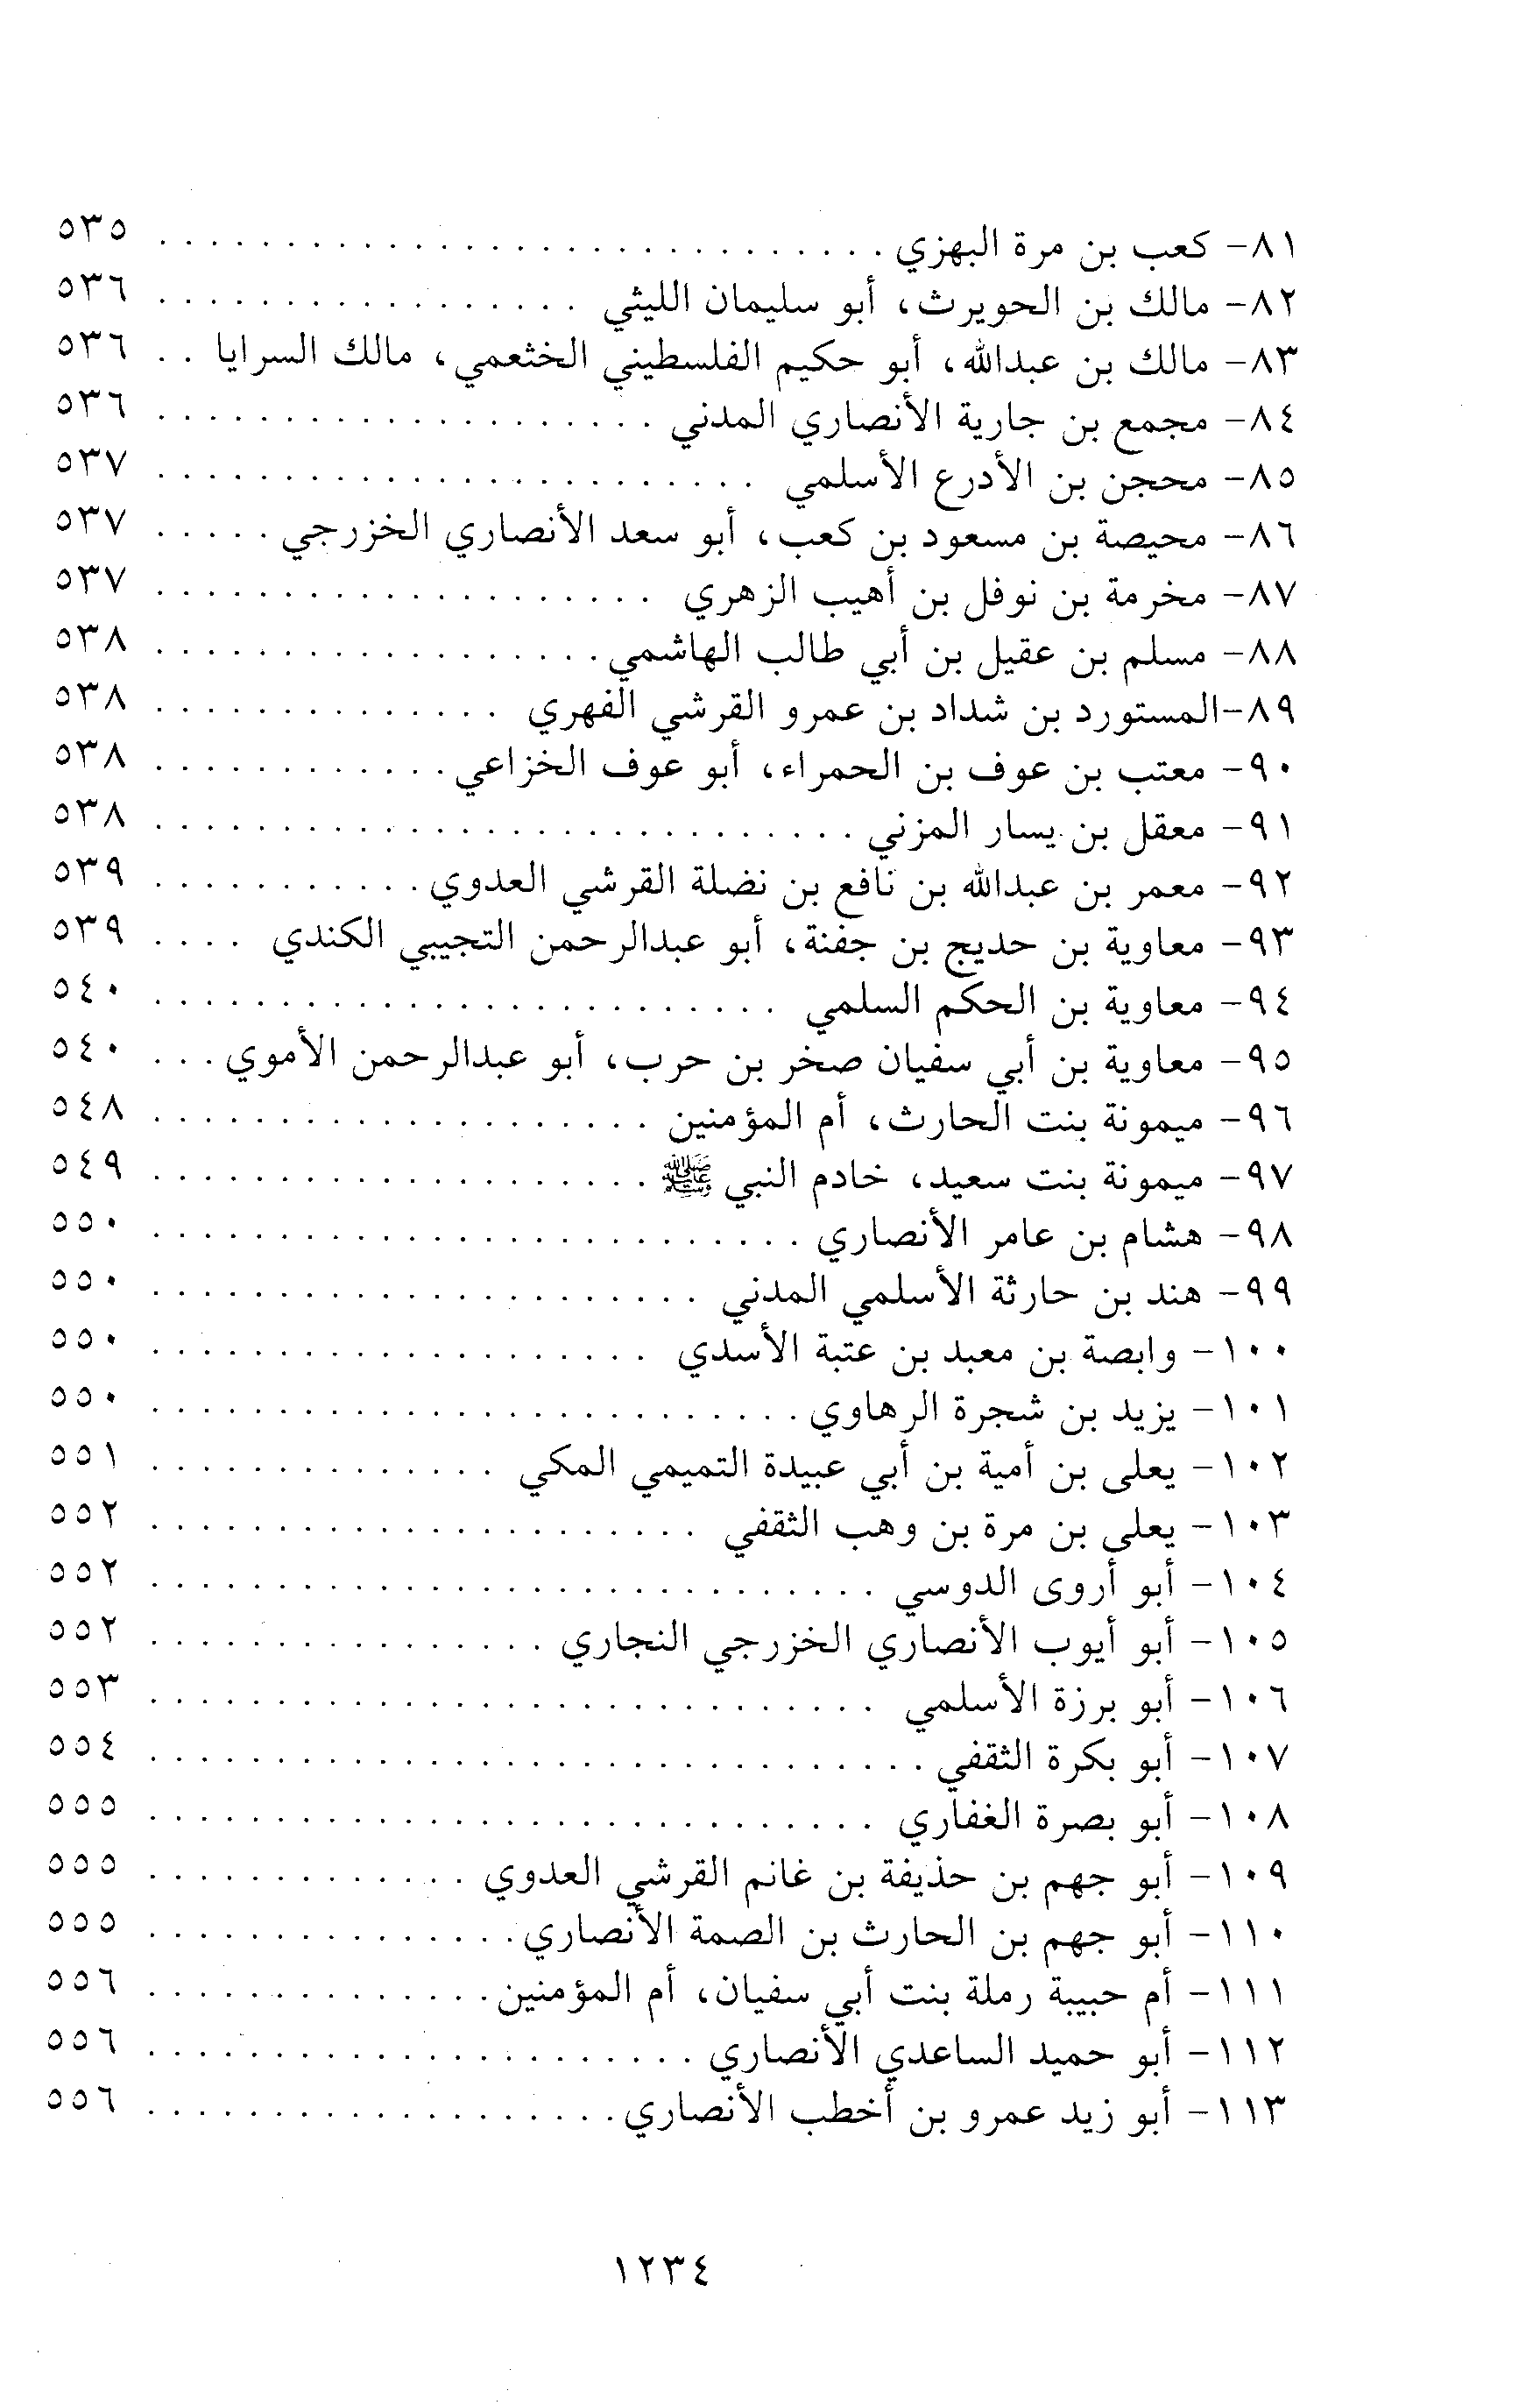 ٨١- كعب بن مرة البهزي . . . . . . . . . . . . . . . . . . . . . . . . . . . . . ٥٣٥
٨٢- مالك بن الحويرث، أبو سليمان الليثي . . . . . . . . . . . . . . . . . ٥٣٦
٨٣- مالك بن عبدالله، أبو حكيم الفلسطيني الخثعمي، مالك السرايا . . ٥٣٦
٨٤- مجمع بن جارية الأنصاري المدني . . . . . . . . . . . . . . . . . . . . ٥٣٦
٨٥- محجن بن الأدرع الأسلمي . . . . . . . . . . . . . . . . . . . . . . . . ٥٣٧
٨٦- محيصة بن مسعود بن كعب، أبو سعد الأنصاري الخزرجي . . . . . ٥٣٧
٨٧- مخرمة بن نوفل بن أهيب الزهري . . . . . . . . . . . . . . . . . . . . ٥٣٧
٨٨- مسلم بن عقيل بن أبي طالب الهاشمي . . . . . . . . . . . . . . . . . . ٥٣٨
٨٩-المستورد بن شداد بن عمرو القرشي الفهري . . . . . . . . . . . . . . ٥٣٨
٩٠- معتب بن عوف بن الحمراء، أبو عوف الخزاعي . . . . . . . . . . . . ٥٣٨
٩١- معقل بن يسار المزني . . . . . . . . . . . . . . . . . . . . . . . . . . . . ٥٣٨
٩٢- معمر بن عبدالله بن نافع بن نضلة القرشي العدوي . . . . . . . . . . . ٥٣٩
٩٣- معاوية بن حديج بن جفنة، أبو عبدالرحمن التجيبي الكندي . . . . ٥٣٩
٩٤- معاوية بن الحكم السلمي . . . . . . . . . . . . . . . . . . . . . . . . . ٥٤٠
٩٥- معاوية بن أبي سفيان صخر بن حرب، أبو عبدالرحمن الأموي . . . ٥٤٠
٩٦- ميمونة بنت الحارث، أم المؤمنين . . . . . . . . . . . . . . . . . . . . ٥٤٨
٩٧- ميمونة بنت سعيد، خادم النبي ﷺ . . . . . . . . . . . . . . . . . . . . ٥٤٩
٩٨- هشام بن عامر الأنصاري . . . . . . . . . . . . . . . . . . . . . . . . . . ٥٥٠
٩٩- هند بن حارثة الأسلمي المدني . . . . . . . . . . . . . . . . . . . . . . ٥٥٠
١٠٠- وابصة بن معبد بن عتبة الأسدي . . . . . . . . . . . . . . . . . . . . ٥٥٠
١٠١- يزيد بن شجرة الرهاوي . . . . . . . . . . . . . . . . . . . . . . . . . . ٥٥٠
١٠٢- يعلى بن أمية بن أبي عبيدة التميمي المكي . . . . . . . . . . . . . . ٥٥١
١٠٣- يعلى بن مرة بن وهب الثقفي . . . . . . . . . . . . . . . . . . . . . . ٥٥٢
١٠٤- أبو أروى الدوسي . . . . . . . . . . . . . . . . . . . . . . . . . . . . . ٥٥٢
١٠٥- أبو أيوب الأنصاري الخزرجي النجاري . . . . . . . . . . . . . . . . ٥٥٢
١٠٦- أبو برزة الأسلمي . . . . . . . . . . . . . . . . . . . . . . . . . . . . . ٥٥٣
١٠٧- أبو بكرة الثقفي . . . . . . . . . . . . . . . . . . . . . . . . . . . . . . . ٥٥٤
١٠٨- أبو بصرة الغفاري . . . . . . . . . . . . . . . . . . . . . . . . . . . . . ٥٥٥
١٠٩- أبو جهم بن حذيفة بن غانم القرشي العدوي . . . . . . . . . . . . . ٥٥٥
١١٠- أبو جهم بن الحارث بن الصمة الأنصاري . . . . . . . . . . . . . . . ٥٥٥
١١١- أم حبيبة رملة بنت أبي سفيان، أم المؤمنين . . . . . . . . . . . . . . ٥٥٦
١١٢- أبو حميد الساعدي الأنصاري . . . . . . . . . . . . . . . . . . . . . . ٥٥٦
١١٣- أبو زيد عمرو بن أخطب الأنصاري . . . . . . . . . . . . . . . . . . . ٥٥٦
١٢٣٤